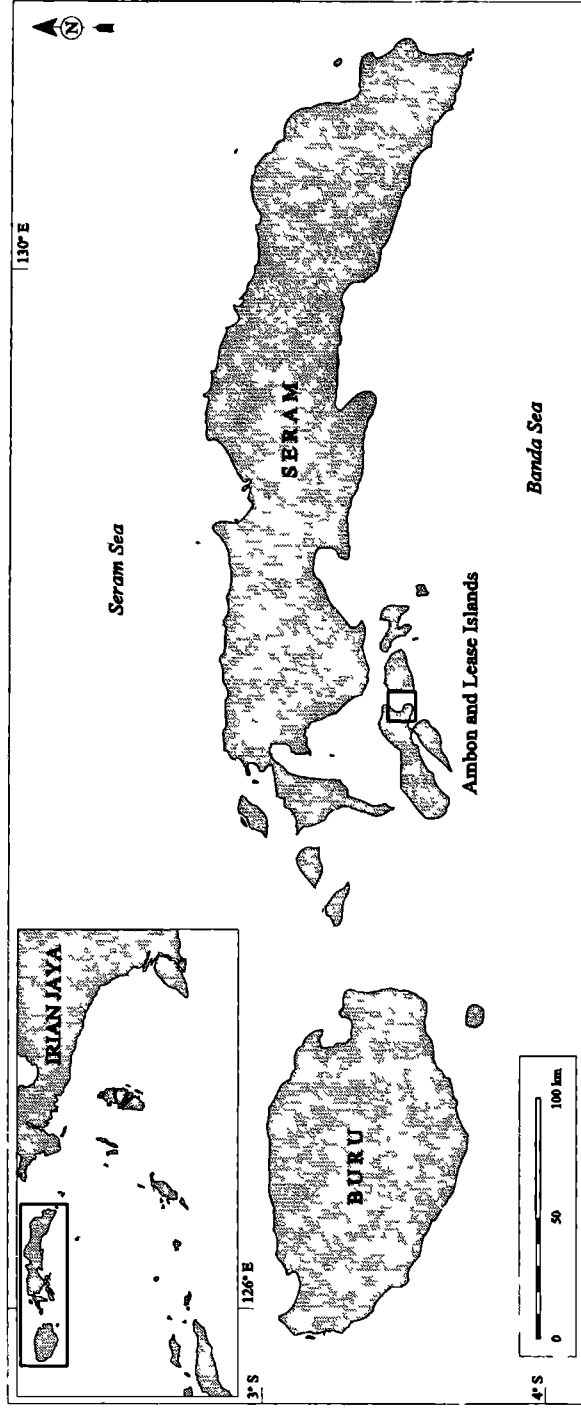 N
130° E
Seram Sea
SERAM
Banda Sea
Ambon and Lease Islands
IRIAN JAYA
126° E
3° S
BURU
0 50 100 km
4° S